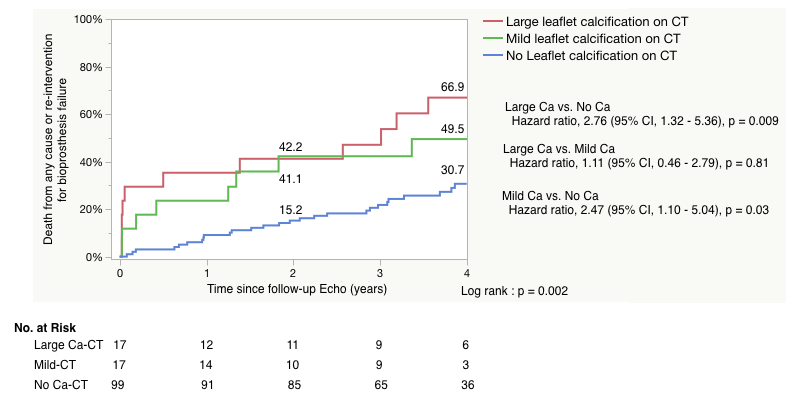 Large leaflet calcification on CT
Mild leaflet calcification on CT
No Leaflet calcification on CT
Death from any cause or re-intervention
for bioprosthesis failure
100%
80%
60%
40%
20%
0%
66.9
49.5
42.2
41.1
30.7
15.2
0 1 2 3 4
Time since follow-up Echo (years)
Large Ca vs. No Ca
Hazard ratio, 2.76 (95% CI, 1.32 - 5.36), p = 0.009
Large Ca vs. Mild Ca
Hazard ratio, 1.11 (95% CI, 0.46 - 2.79), p = 0.81
Mild Ca vs. No Ca
Hazard ratio, 2.47 (95% CI, 1.10 - 5.04), p = 0.03
Log rank : p = 0.002
No. at Risk
Large Ca-CT 17 12 11 9 6
Mild-CT 17 14 10 9 3
No Ca-CT 99 91 85 65 36